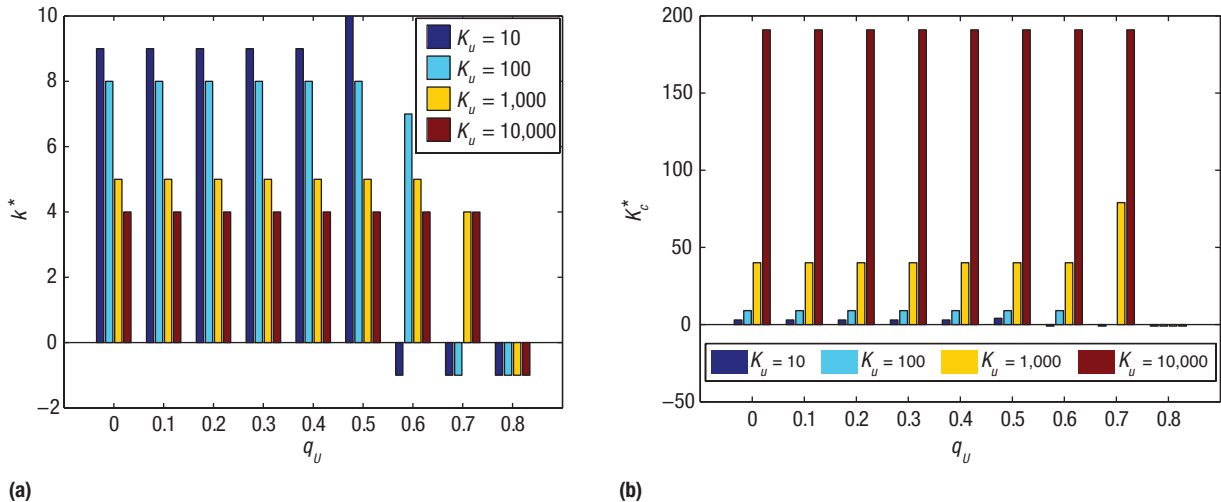 10
8
6
4
2
0
−2
k*
K_u = 10
K_u = 100
K_u = 1,000
K_u = 10,000
0 0.1 0.2 0.3 0.4 0.5 0.6 0.7 0.8
q_U
(a)
200
150
100
50
0
−50
K_c*
K_u = 10 K_u = 100 K_u = 1,000 K_u = 10,000
0 0.1 0.2 0.3 0.4 0.5 0.6 0.7 0.8
q_U
(b)